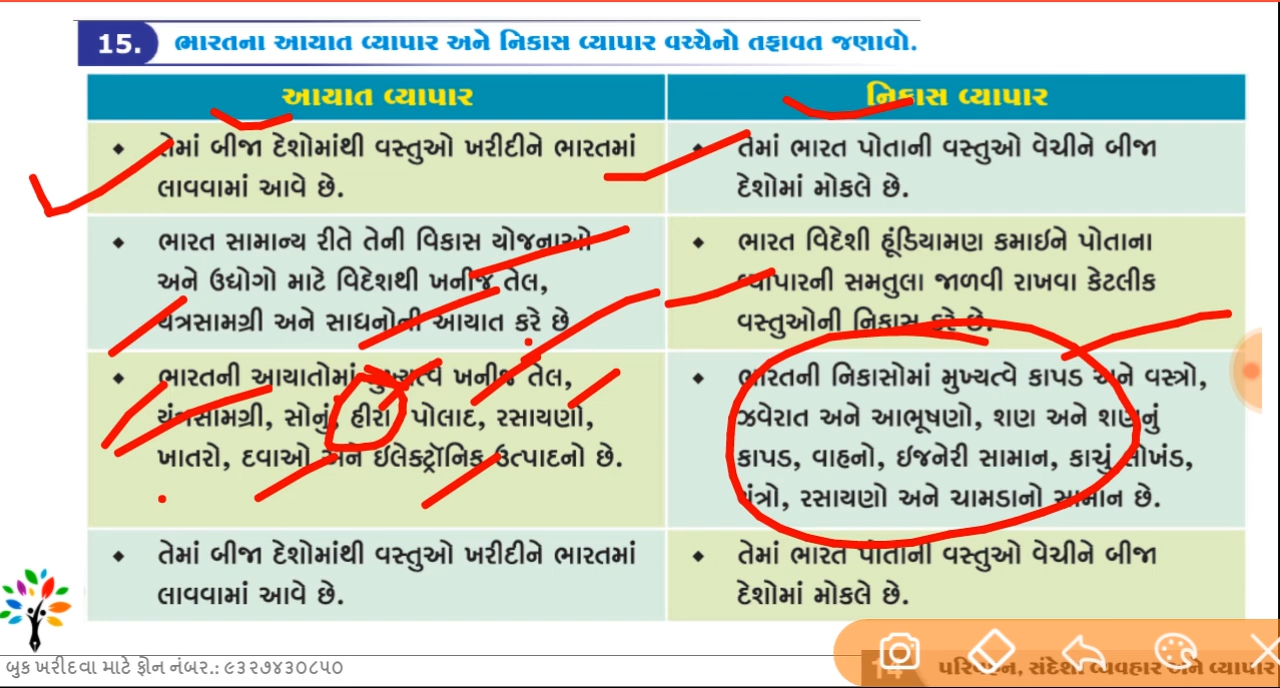 15. ભારતના આયાત વ્યાપાર અને નિકાસ વ્યાપાર વચ્ચેનો તફાવત જણાવો.
આયાત વ્યાપાર
નિકાસ વ્યાપાર
તેમાં બીજા દેશોમાંથી વસ્તુઓ ખરીદીને ભારતમાં
લાવવામાં આવે છે.
તેમાં ભારત પોતાની વસ્તુઓ વેચીને બીજા
દેશોમાં મોકલે છે.
ભારત સામાન્ય રીતે તેની વિકાસ યોજનાઓ
અને ઉદ્યોગો માટે વિદેશથી ખનીજ તેલ,
યંત્રસામગ્રી અને સાધનોની આયાત કરે છે
ભારત વિદેશી હૂંડિયામણ કમાઈને પોતાના
વ્યાપારની સમતુલા જાળવી રાખવા કેટલીક
વસ્તુઓની નિકાસ કરે છે.
ભારતની આયાતોમાં મુખ્યત્વે ખનીજ તેલ,
યંત્રસામગ્રી, સોનું, હીરા, પોલાદ, રસાયણો,
ખાતરો, દવાઓ અને ઈલેક્ટ્રૉનિક ઉત્પાદનો છે.
ભારતની નિકાસોમાં મુખ્યત્વે કાપડ અને વસ્ત્રો,
ઝવેરાત અને આભૂષણો, શણ અને શણનું
કાપડ, વાહનો, ઈજનેરી સામાન, કાચું લોખંડ,
યંત્રો, રસાયણો અને ચામડાનો સામાન છે.
તેમાં બીજા દેશોમાંથી વસ્તુઓ ખરીદીને ભારતમાં
લાવવામાં આવે છે.
તેમાં ભારત પોતાની વસ્તુઓ વેચીને બીજા
દેશોમાં મોકલે છે.
બુક ખરીદવા માટે ફોન નંબર.: ૯૩૨૭૪૩૦૮૫૦
14 પરિવહન, સંદેશા વ્યવહાર અને વ્યાપાર